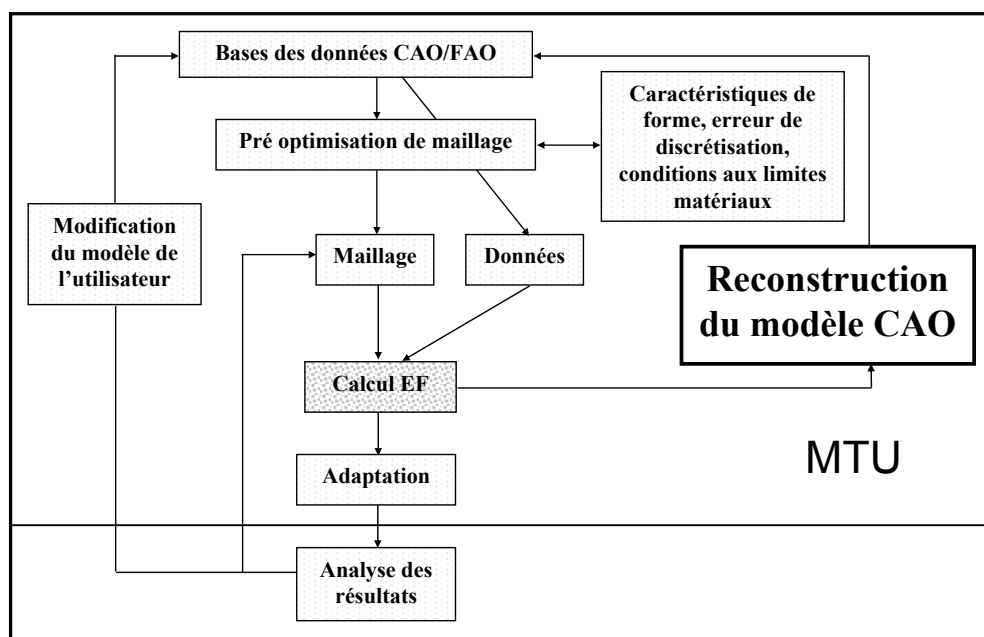 Bases des données CAO/FAO
Pré optimisation de maillage
Caractéristiques de
forme, erreur de
discrétisation,
conditions aux limites
matériaux
Modification
du modèle de
l’utilisateur
Maillage
Données
Reconstruction
du modèle CAO
Calcul EF
Adaptation
MTU
Analyse des
résultats